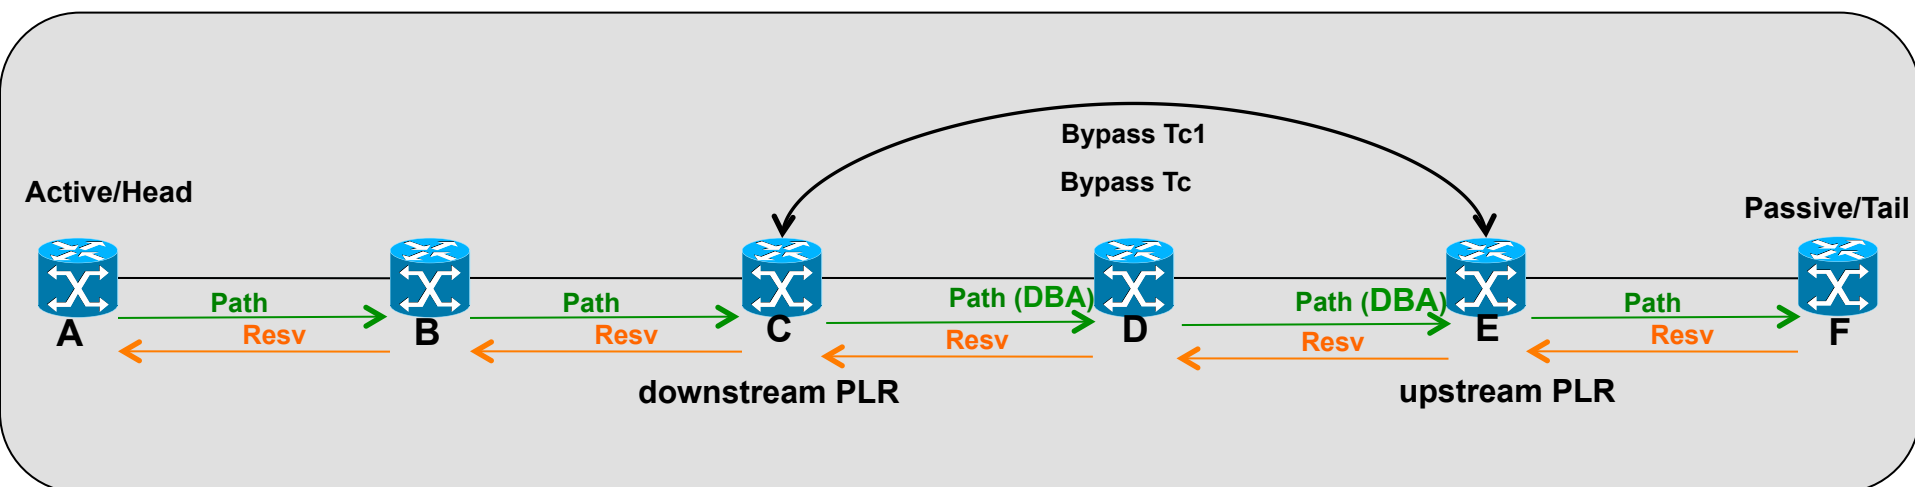 Bypass Tc1
Bypass Tc
Active/Head
Passive/Tail
Path
Path
Path (DBA)
Path (DBA)
Path
A
B
C
D
E
F
Resv
Resv
Resv
Resv
Resv
downstream PLR
upstream PLR